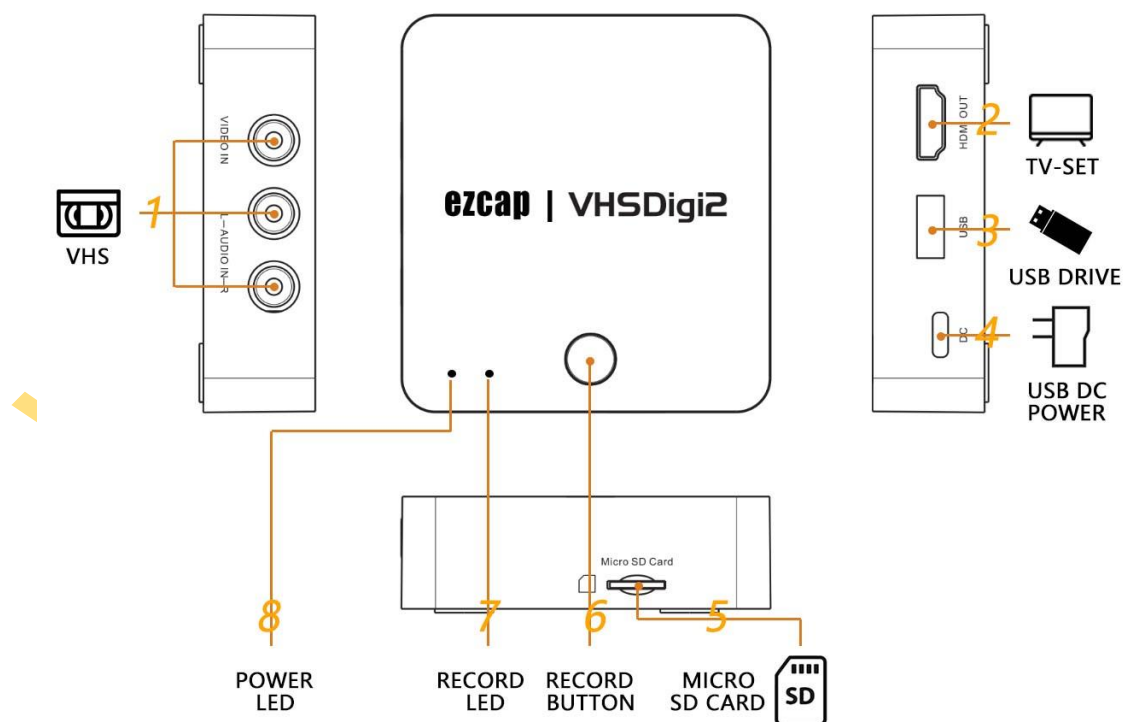 VIDEO IN
L—AUDIO IN—R
1
VHS
ezcap | VHSDigi2
HDMI OUT
2
TV-SET
USB
3
USB DRIVE
DC
4
USB DC
POWER
Micro SD Card
8
7
6
5
POWER
LED
RECORD
LED
RECORD
BUTTON
MICRO
SD CARD
SD